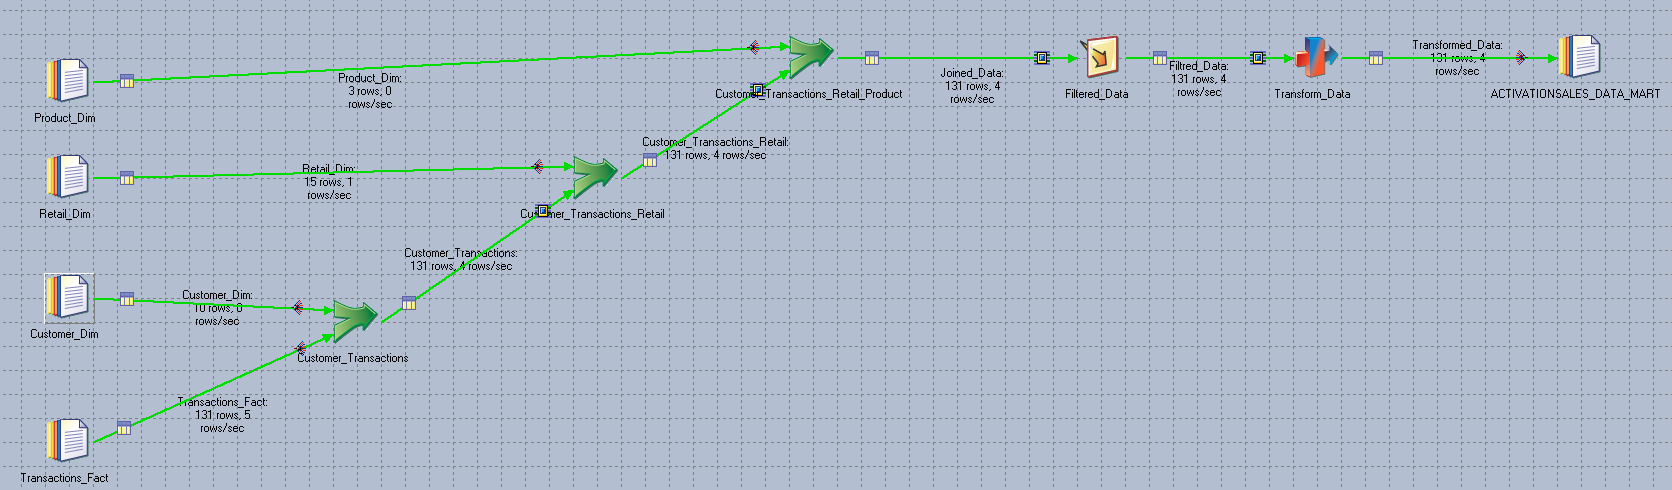 Product_Dim:
3 rows, 0
rows/sec
Product_Dim
Customer_Transactions_Retail_Product
Joined_Data:
131 rows, 4
rows/sec
Filtered_Data
Filtred_Data:
131 rows, 4
rows/sec
Transform_Data
Transformed_Data:
131 rows, 4
rows/sec
ACTIVATIONSALES_DATA_MART
Retail_Dim:
15 rows, 1
rows/sec
Retail_Dim
Customer_Transactions_Retail
Customer_Transactions_Retail:
131 rows, 4 rows/sec
Customer_Transactions:
131 rows, 4 rows/sec
Customer_Dim:
10 rows, 0
rows/sec
Customer_Dim
Customer_Transactions
Transactions_Fact:
131 rows, 5
rows/sec
Transactions_Fact